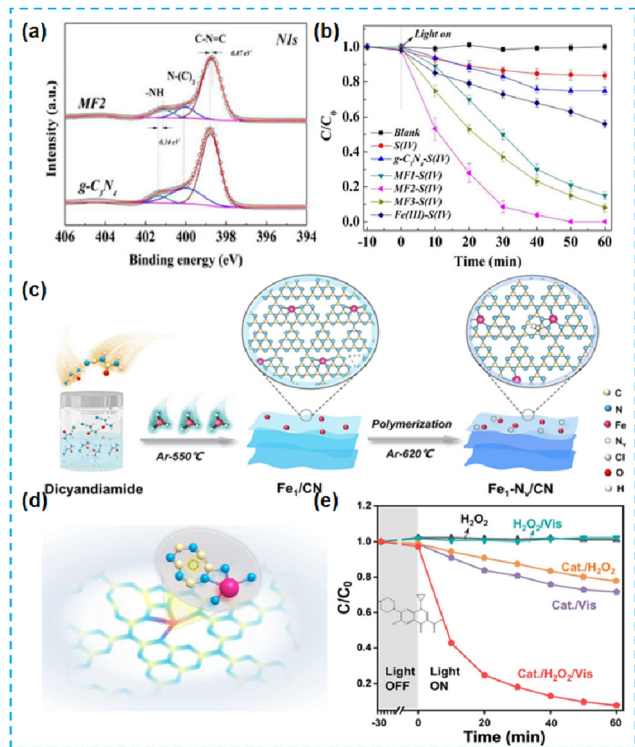 (a)
C-N=C
N1s
0.07 eV
N-(C)3
-NH
MF2
0.14 eV
g-C3N4
Intensity (a.u.)
406 404 402 400 398 396 394
Binding energy (eV)
(b)
Light on
C/C0
1.0
0.8
0.6
0.4
0.2
0.0
Blank
S(IV)
g-C3N4-S(IV)
MF1-S(IV)
MF2-S(IV)
MF3-S(IV)
Fe(III)-S(IV)
-10 0 10 20 30 40 50 60
Time (min)
(c)
Dicyandiamide
Ar-550℃
Fe1/CN
Polymerization
Ar-620℃
Fe1-Nv/CN
C
N
Fe
Nv
Cl
O
H
(d)
(e)
C/C0
1.2
1.0
0.8
0.6
0.4
0.2
H2O2
H2O2/Vis
Cat./H2O2
Cat./Vis
Cat./H2O2/Vis
Light
OFF
Light
ON
-30 0 10 20 30 40 50 60
Time (min)